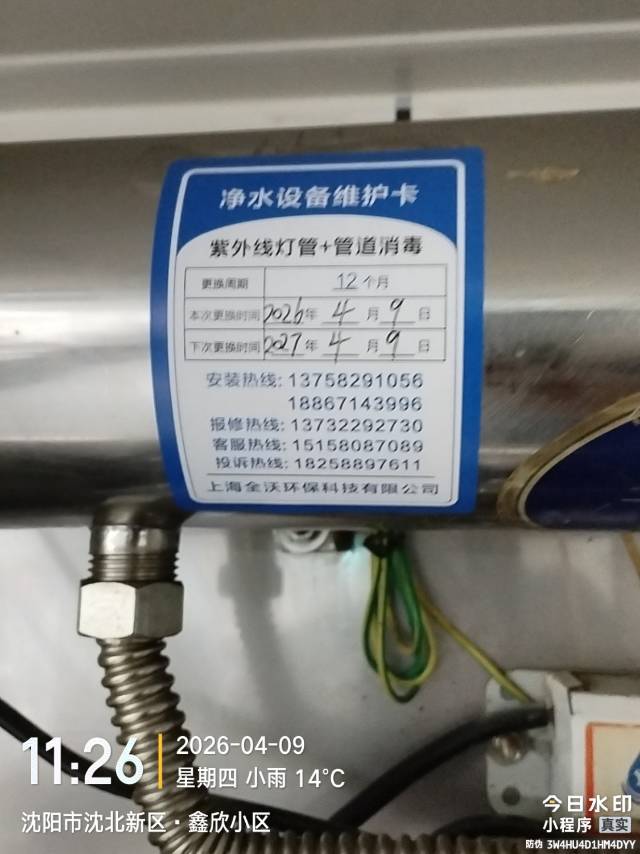 净水设备维护卡
紫外线灯管+管道消毒
更换周期 12个月
本次更换时间 2026年 4月 9日
下次更换时间 2027年 4月 9日
安装热线: 13758291056
18867143996
报修热线: 13732292730
客服热线: 15158087089
投诉热线: 18258897611
上海全沃环保科技有限公司
11:26
2026-04-09
星期四 小雨 14°C
沈阳市沈北新区·鑫欣小区
今日水印
小程序 真实
防伪 3W4HU4D1HM4DYY